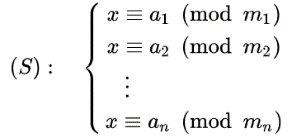 x ≡ a₁ (mod m₁)
(S) : x ≡ a₂ (mod m₂)
⋮
x ≡ aₙ (mod mₙ)